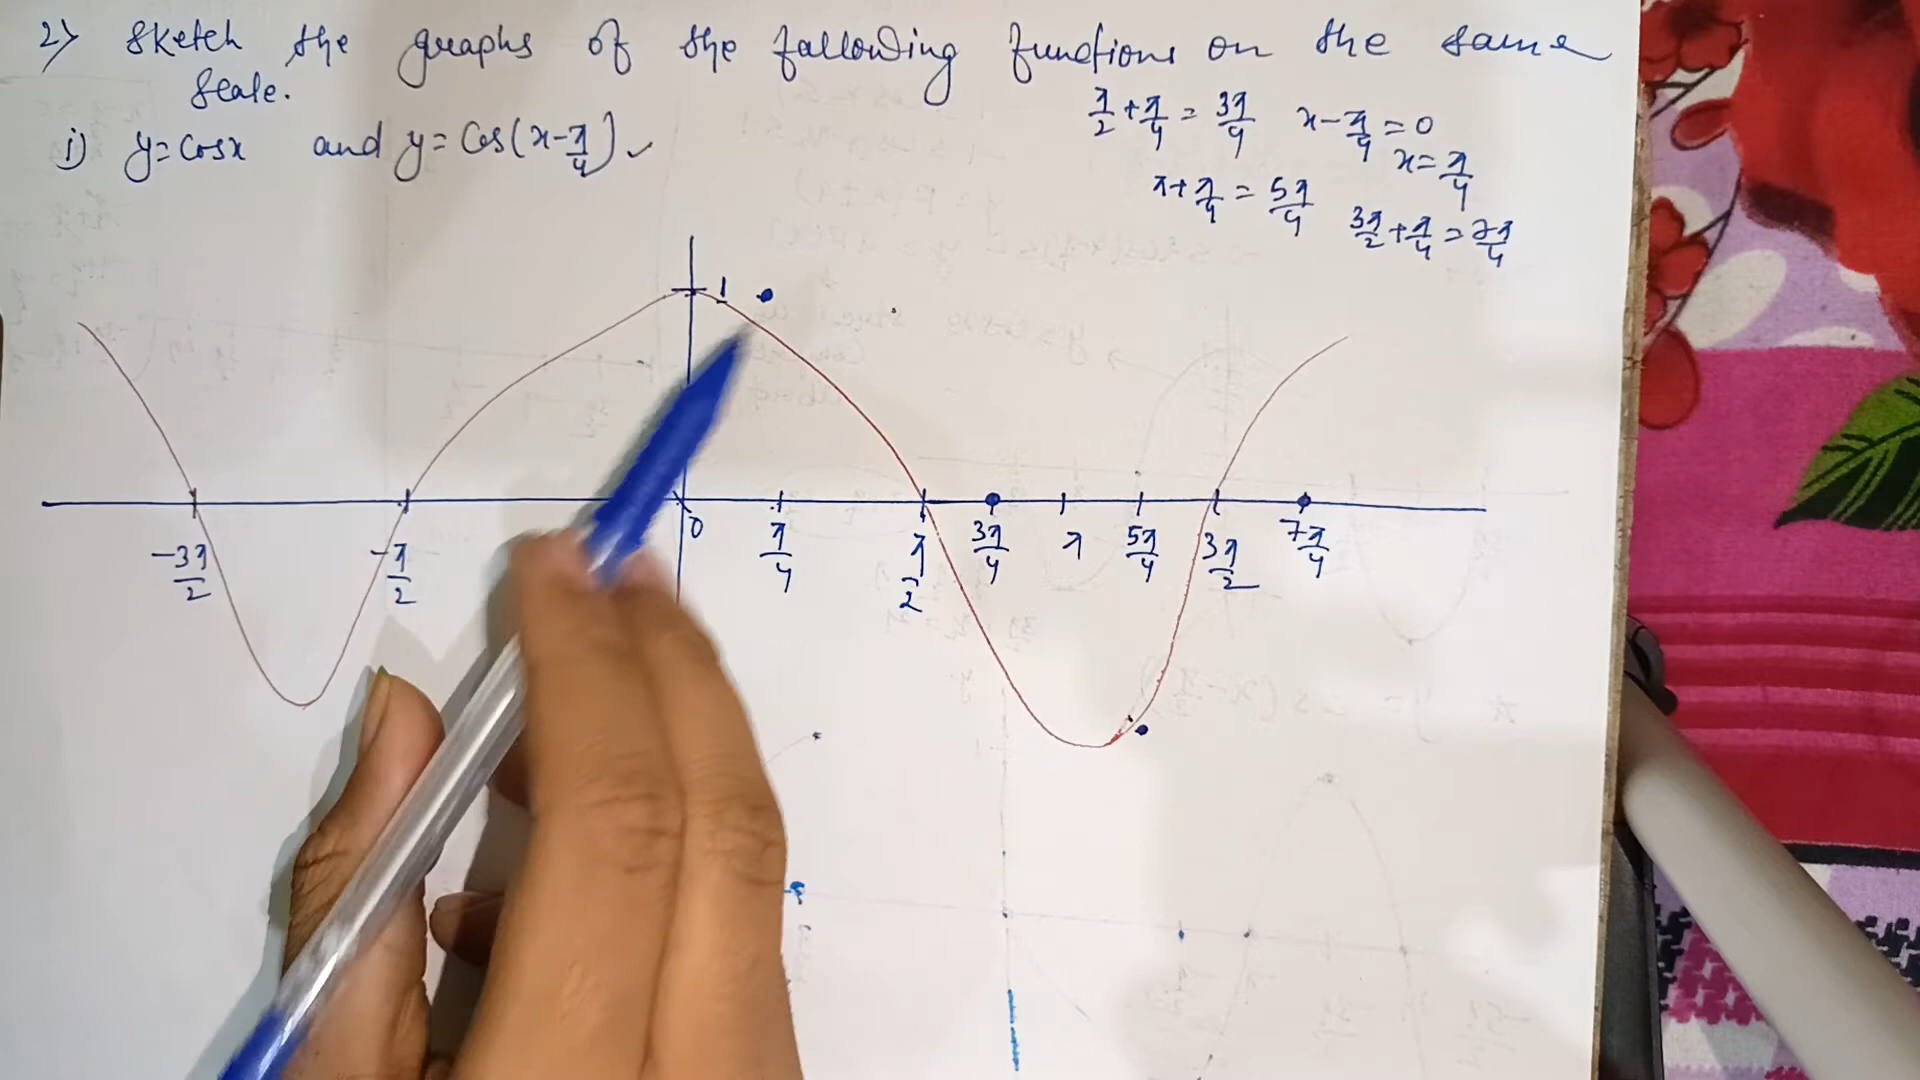 2) Sketch the graphs of the following functions on the same
Scale.
i) y=Cosx and y=Cos(x-π/4)
π/2+π/4=3π/4 x-π/4=0
x=π/4
π+π/4=5π/4 3π/2+π/4=7π/4
1
-3π/2 -π/2 0 π/4 π/2 3π/4 π 5π/4 3π/2 7π/4